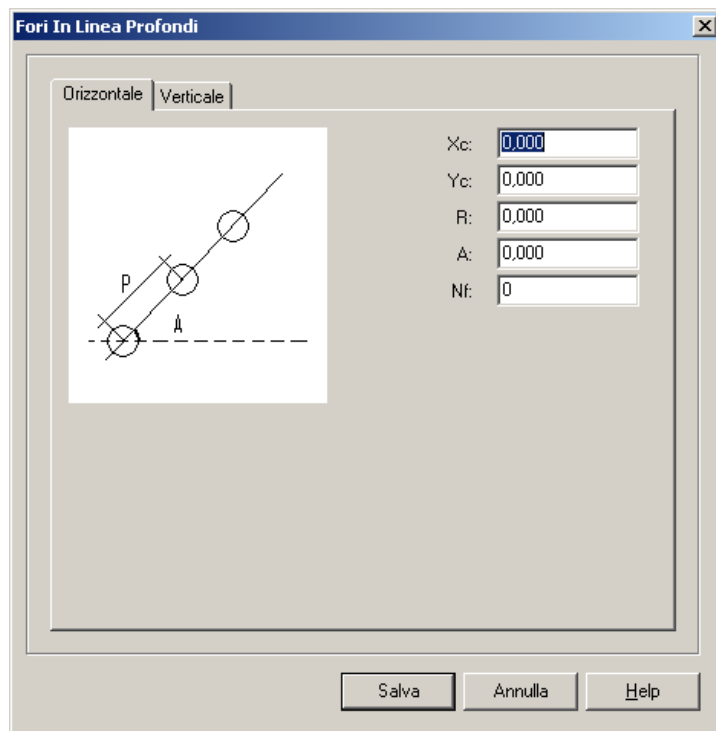 Fori In Linea Profondi
Orizzontale Verticale
Xc: 0,000
Yc: 0,000
R: 0,000
A: 0,000
Nf: 0
P
A
Salva Annulla Help